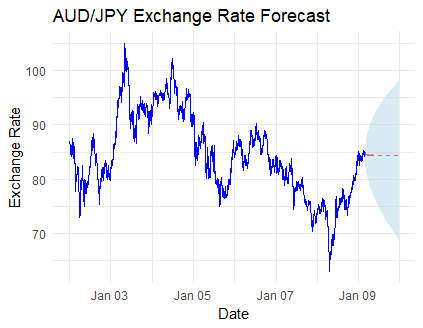 AUD/JPY Exchange Rate Forecast
Exchange Rate
100
90
80
70
Jan 03
Jan 05
Jan 07
Jan 09
Date